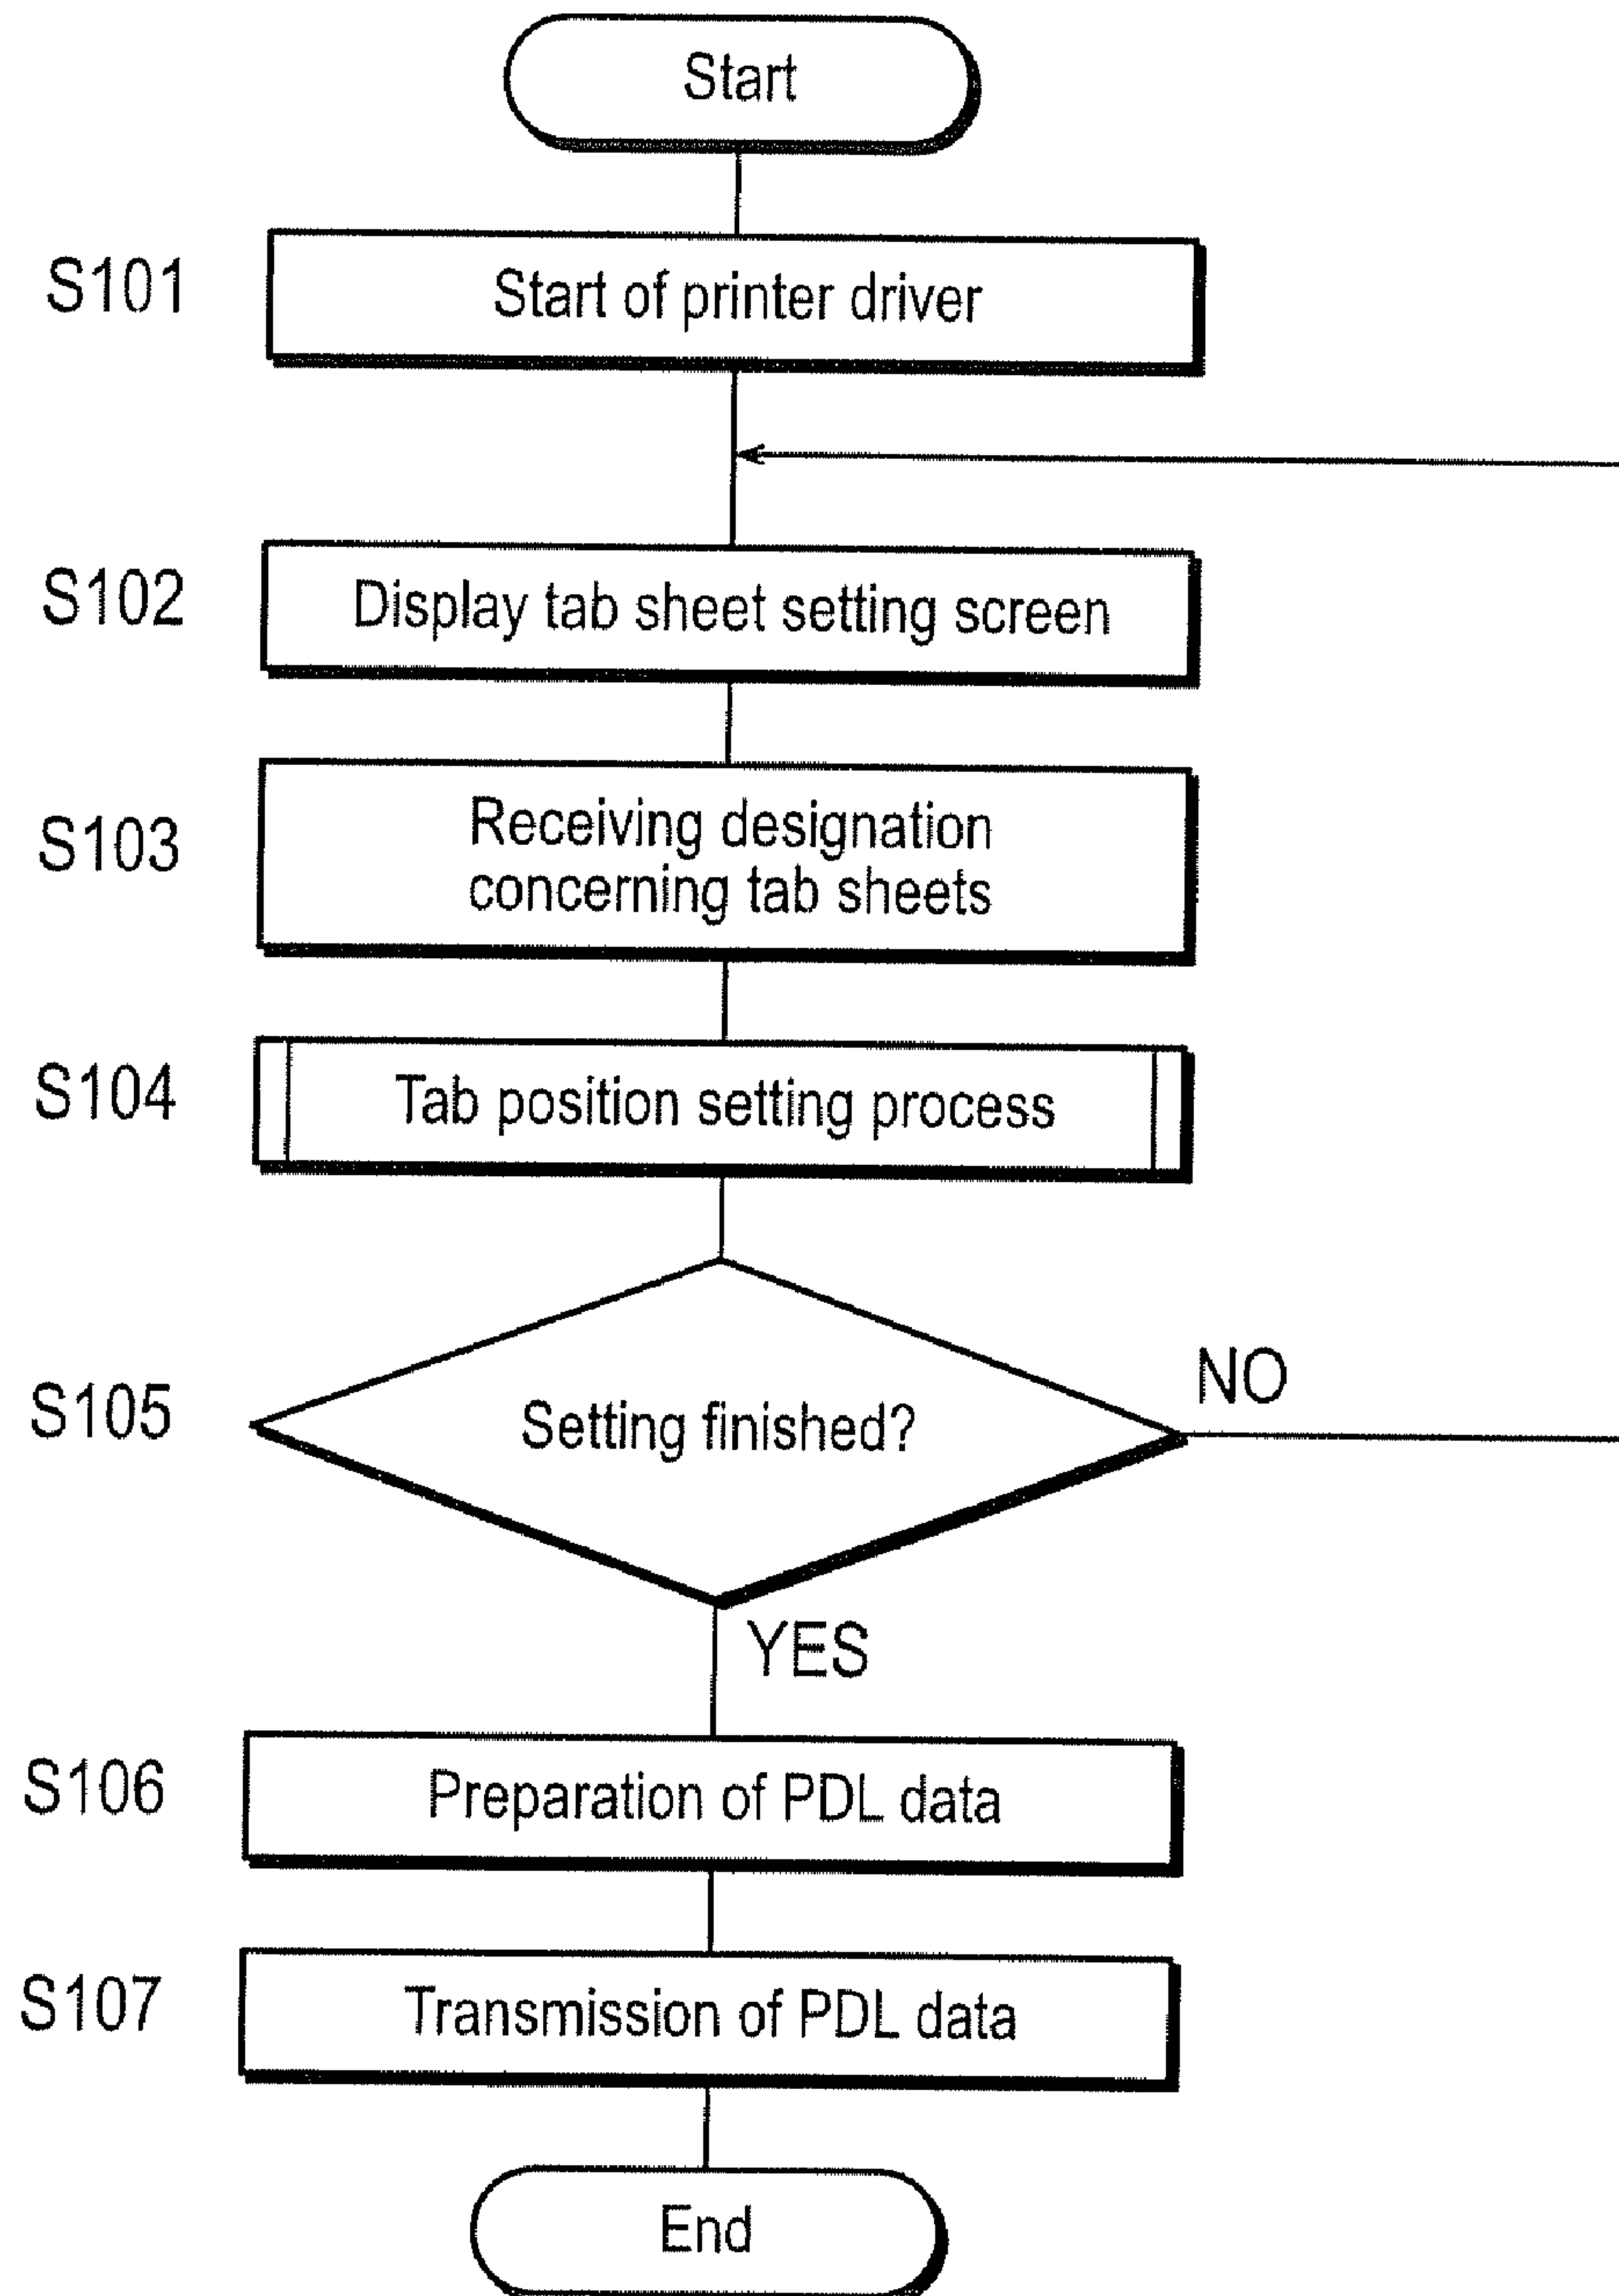 Start
S101
Start of printer driver
S102
Display tab sheet setting screen
S103
Receiving designation
concerning tab sheets
S104
Tab position setting process
S105
Setting finished?
NO
YES
S106
Preparation of PDL data
S107
Transmission of PDL data
End